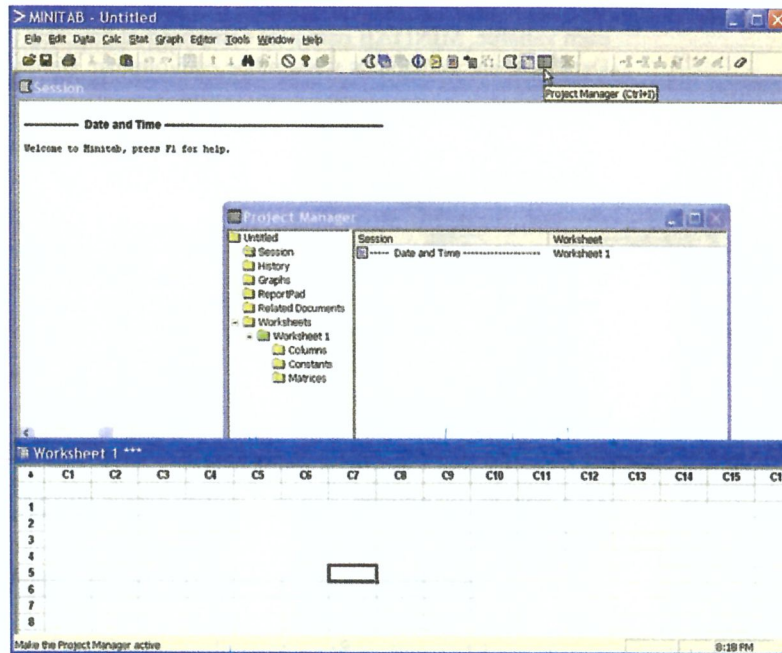 MINITAB - Untitled
File Edit Data Calc Stat Graph Editor Tools Window Help
Project Manager (Ctrl+I)
Session
Date and Time
Welcome to Minitab, press F1 for help.
Project Manager
Untitled
Session
History
Graphs
ReportPad
Related Documents
Worksheets
Worksheet 1
Columns
Constants
Matrices
Session Worksheet
----- Date and Time -------------------- Worksheet 1
Worksheet 1 ***
C1 C2 C3 C4 C5 C6 C7 C8 C9 C10 C11 C12 C13 C14 C15 C1
1
2
3
4
5
6
7
8
Make the Project Manager active 8:18 PM